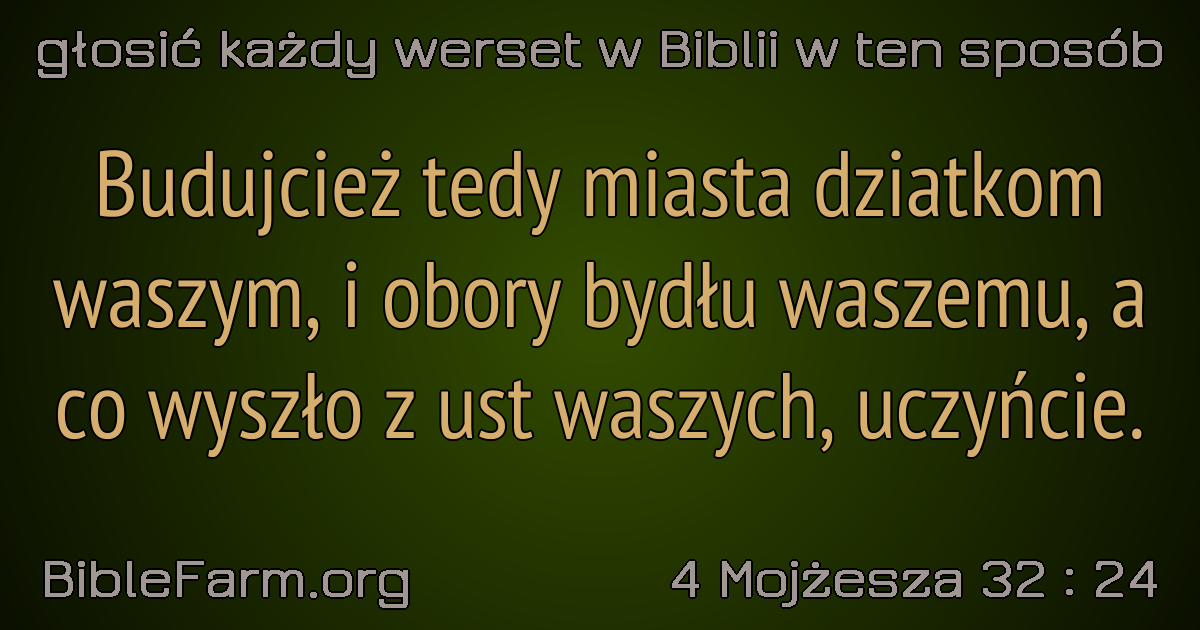 głosić każdy werset w Biblii w ten sposób
Budujcież tedy miasta dziatkom
waszym, i obory bydłu waszemu, a
co wyszło z ust waszych, uczyńcie.
BibleFarm.org
4 Mojżesza 32 : 24